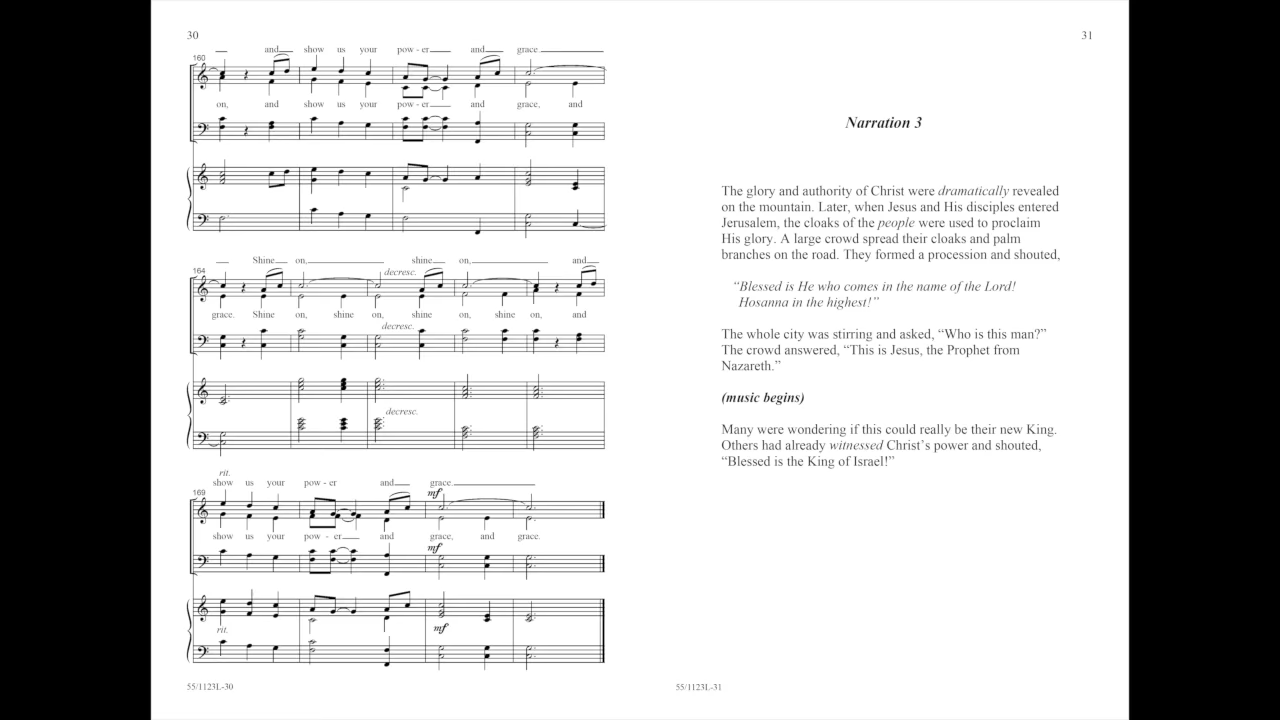 30
and show us your pow - er and grace
160
on, and show us your pow - er and grace, and
Shine on, shine on, and
decresc.
164
grace. Shine on, shine on, shine on, shine on, and
decresc.
decresc.
rit.
show us your pow - er and grace.
mf
169
show us your pow - er and grace, and grace.
mf
rit.
mf
55/1123L-30
31
Narration 3
The glory and authority of Christ were dramatically revealed
on the mountain. Later, when Jesus and His disciples entered
Jerusalem, the cloaks of the people were used to proclaim
His glory. A large crowd spread their cloaks and palm
branches on the road. They formed a procession and shouted,
“Blessed is He who comes in the name of the Lord!
Hosanna in the highest!”
The whole city was stirring and asked, “Who is this man?”
The crowd answered, “This is Jesus, the Prophet from
Nazareth.”
(music begins)
Many were wondering if this could really be their new King.
Others had already witnessed Christ’s power and shouted,
“Blessed is the King of Israel!”
55/1123L-31